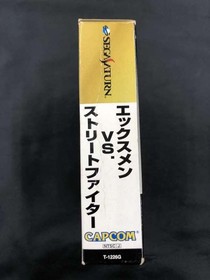 SEGA SATURN
エックスメン
VS.
ストリートファイター
CAPCOM
NTSC-J
T-1226G